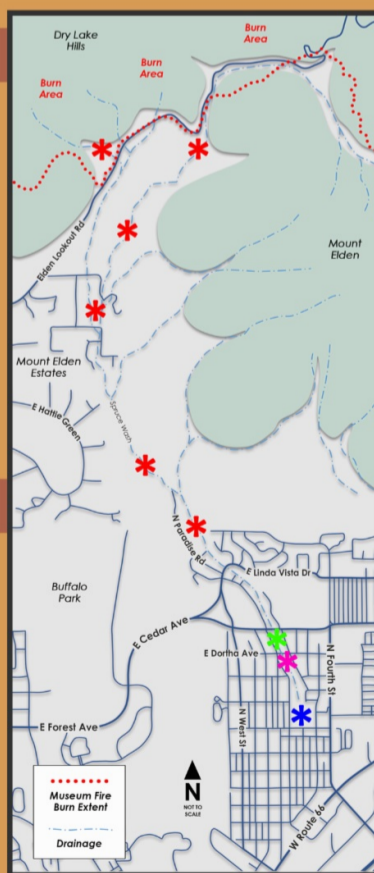 Dry Lake
Hills
Burn
Area
Burn
Area
Burn
Area
Elden Lookout Rd
Mount
Elden
Mount Elden
Estates
E Hattie Green
Spruce Wash
N Paradise Rd
E Linda Vista Dr
Buffalo
Park
E Cedar Ave
E Dortha Ave
N Fourth St
N West St
E Forest Ave
W Route 66
N
NOT TO
SCALE
Museum Fire
Burn Extent
Drainage